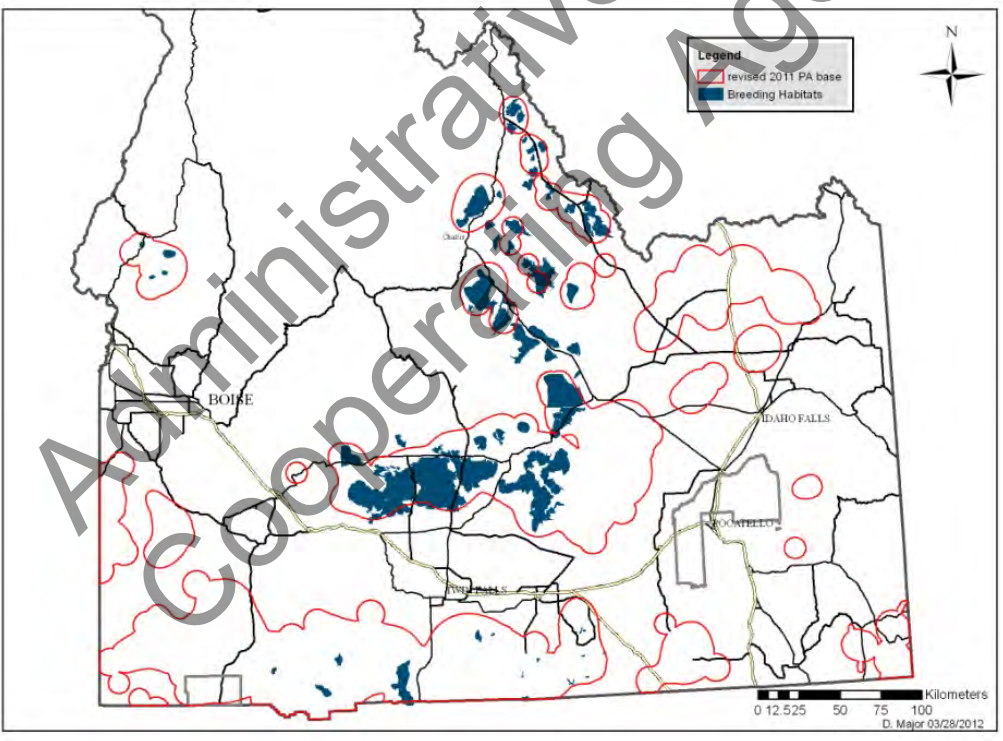 Administrative
Cooperating Ag
N
Legend
revised 2011 PA base
Breeding Habitats
Challis
BOISE
IDAHO FALLS
POCATELLO
TWIN FALLS
Kilometers
0 12.525 50 75 100
D. Major 03/28/2012